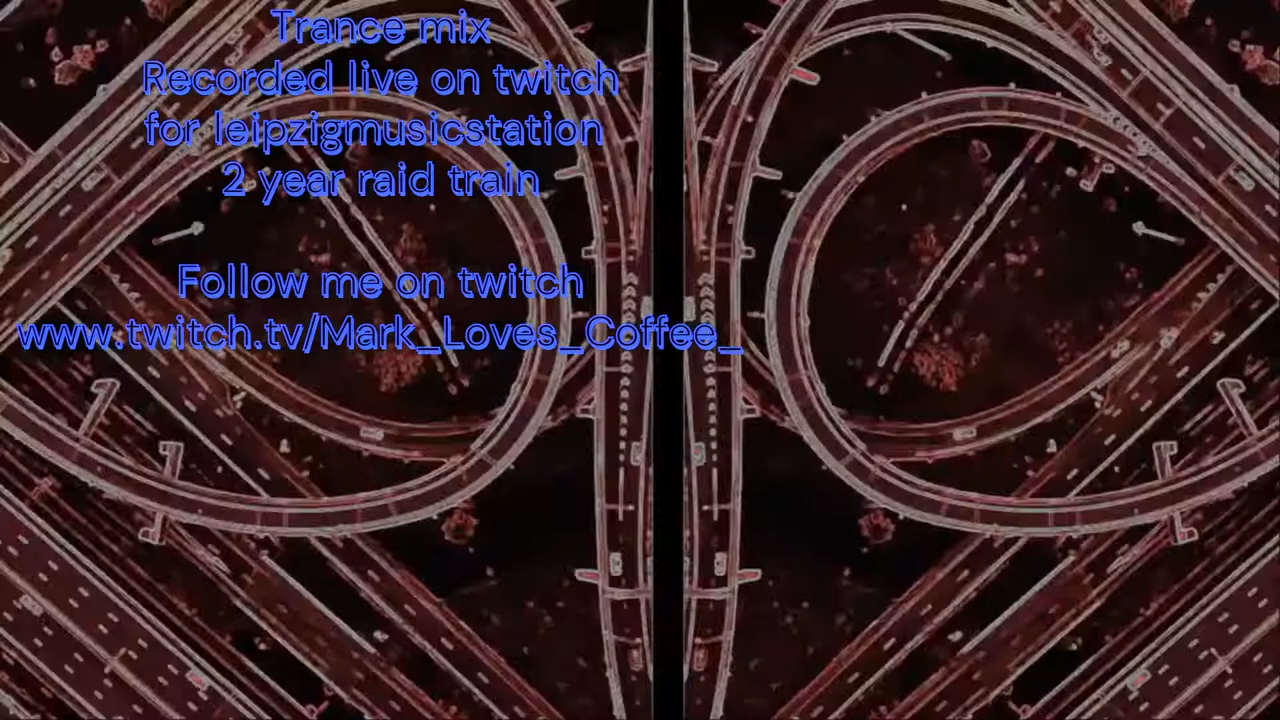 Trance mix
Recorded live on twitch
for leipzigmusicstation
2 year raid train
Follow me on twitch
www.twitch.tv/Mark_Loves_Coffee_